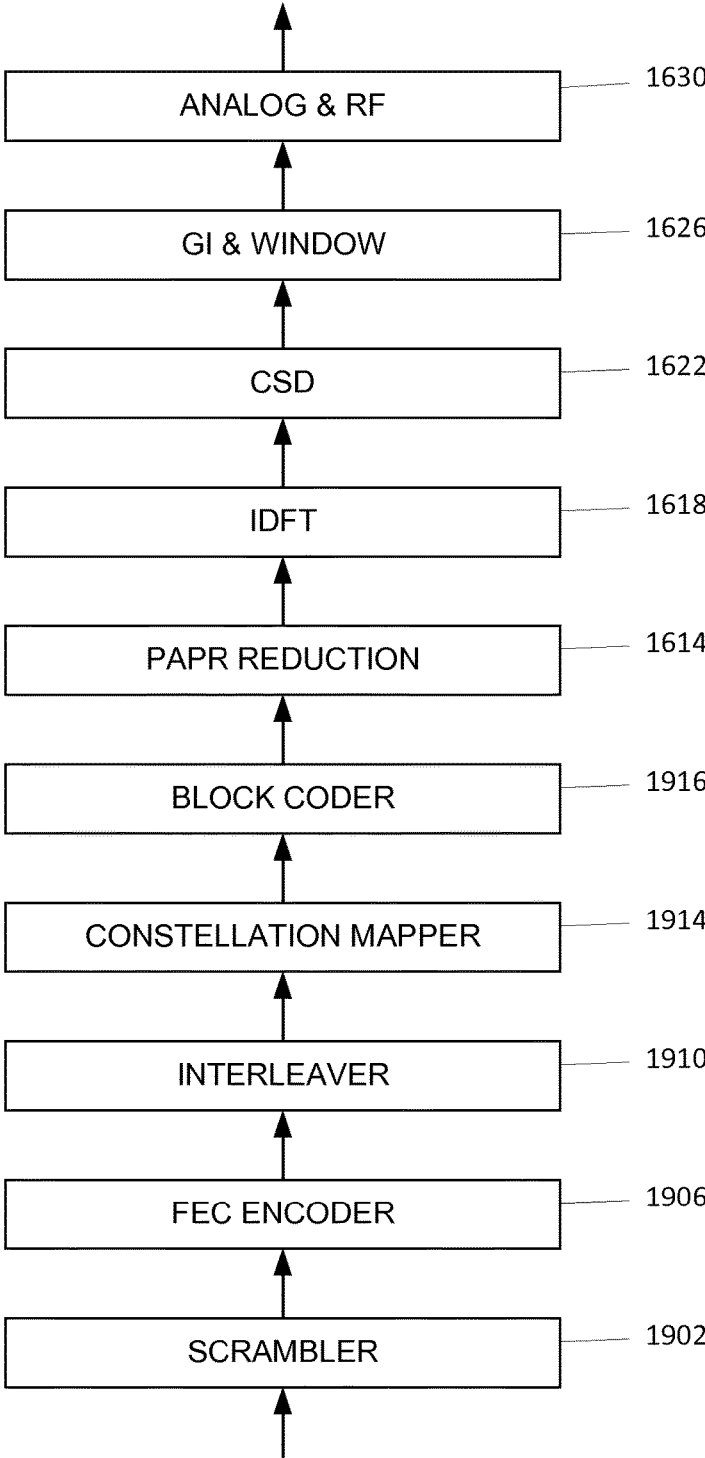 ANALOG & RF 1630
GI & WINDOW 1626
CSD 1622
IDFT 1618
PAPR REDUCTION 1614
BLOCK CODER 1916
CONSTELLATION MAPPER 1914
INTERLEAVER 1910
FEC ENCODER 1906
SCRAMBLER 1902